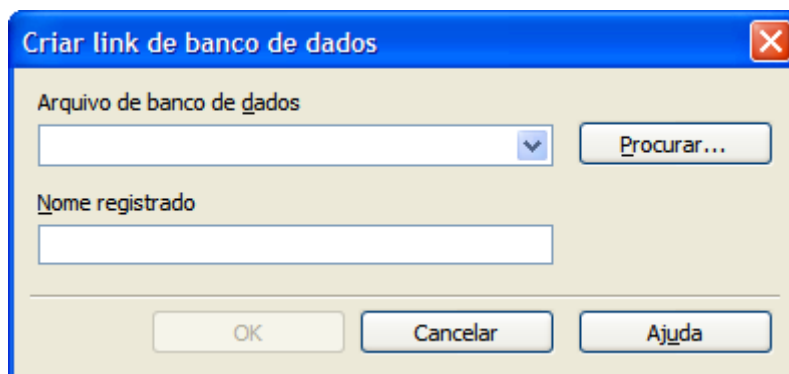 Criar link de banco de dados
Arquivo de banco de dados
Procurar...
Nome registrado
OK Cancelar Ajuda